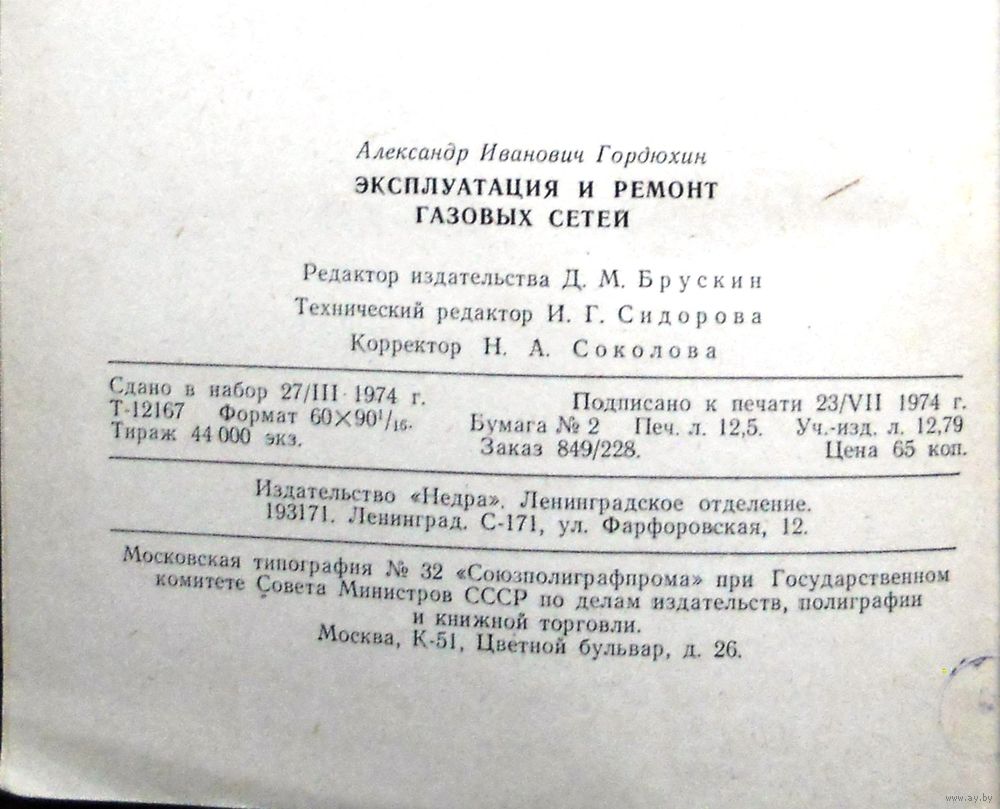 Александр Иванович Гордюхин
ЭКСПЛУАТАЦИЯ И РЕМОНТ
ГАЗОВЫХ СЕТЕЙ
Редактор издательства Д. М. Брускин
Технический редактор И. Г. Сидорова
Корректор Н. А. Соколова
Сдано в набор 27/III 1974 г. Подписано к печати 23/VII 1974 г.
Т-12167 Формат 60×90¹/₁₆. Бумага № 2 Печ. л. 12,5. Уч.-изд. л. 12,79
Тираж 44 000 экз. Заказ 849/228. Цена 65 коп.
Издательство «Недра». Ленинградское отделение.
193171. Ленинград. С-171, ул. Фарфоровская, 12.
Московская типография № 32 «Союзполиграфпрома» при Государственном
комитете Совета Министров СССР по делам издательств, полиграфии
и книжной торговли.
Москва, К-51, Цветной бульвар, д. 26.
www.ay.by